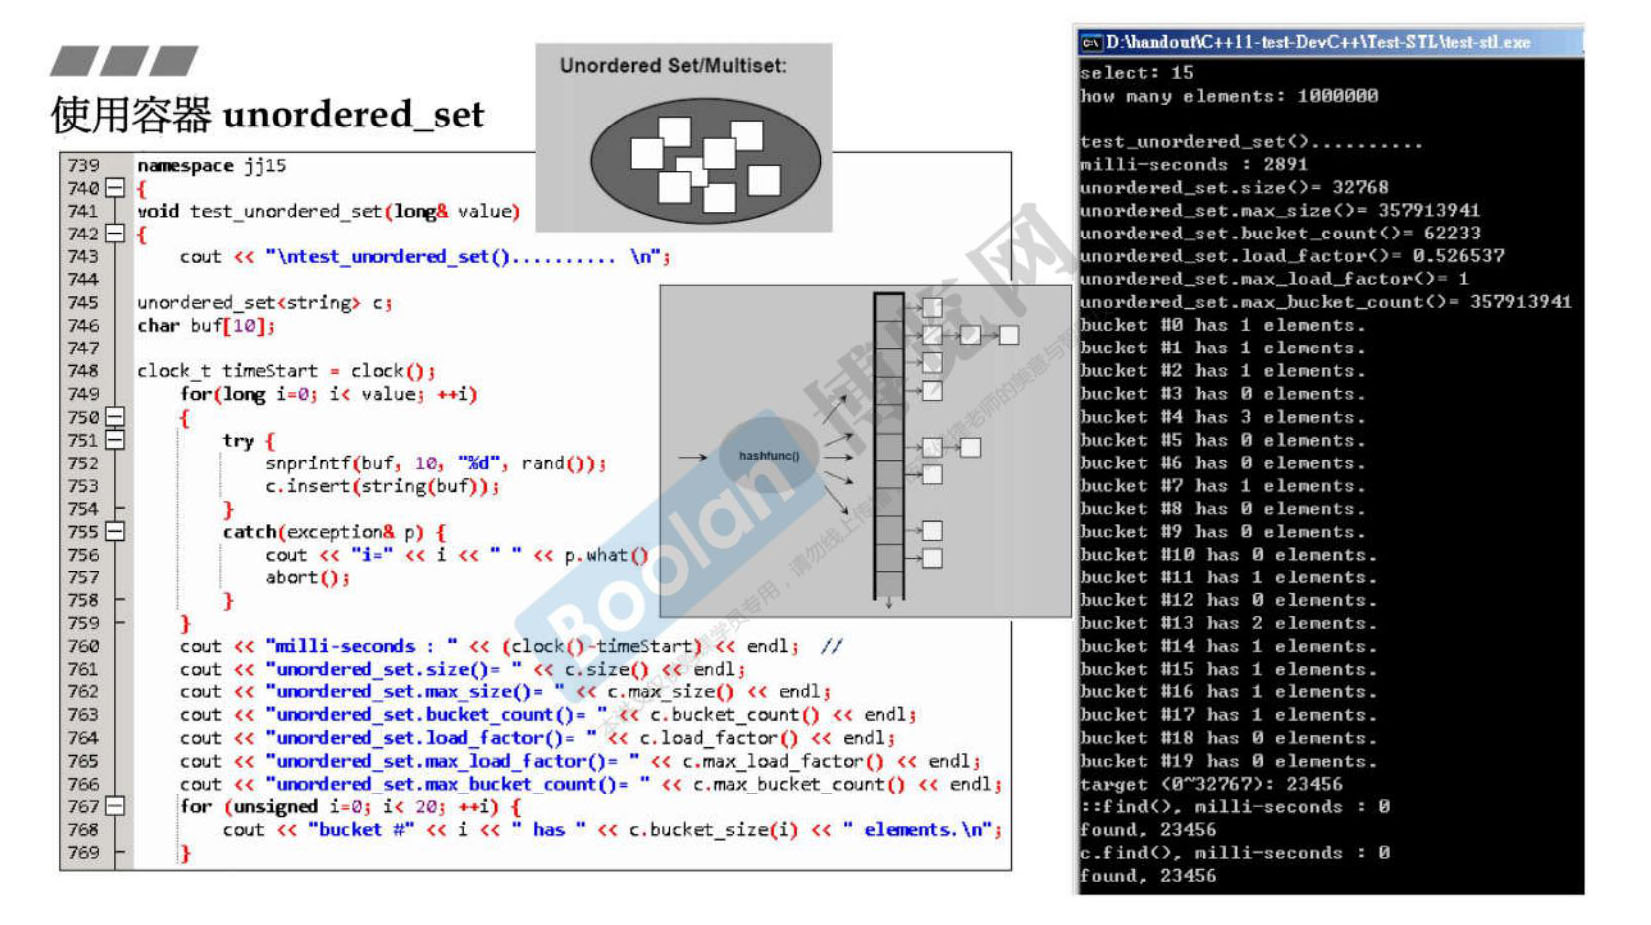 使用容器 unordered_set
Unordered Set/Multiset:
739 namespace jj15
740 {
741 void test_unordered_set(long& value)
742 {
743 cout << "\ntest_unordered_set().......... \n";
744
745 unordered_set<string> c;
746 char buf[10];
747
748 clock_t timeStart = clock();
749 for(long i=0; i< value; ++i)
750 {
751 try {
752 snprintf(buf, 10, "%d", rand());
753 c.insert(string(buf));
754 }
755 catch(exception& p) {
756 cout << "i=" << i << " " << p.what()
757 abort();
758 }
759 }
760 cout << "milli-seconds : " << (clock()-timeStart) << endl; //
761 cout << "unordered_set.size()= " << c.size() << endl;
762 cout << "unordered_set.max_size()= " << c.max_size() << endl;
763 cout << "unordered_set.bucket_count()= " << c.bucket_count() << endl;
764 cout << "unordered_set.load_factor()= " << c.load_factor() << endl;
765 cout << "unordered_set.max_load_factor()= " << c.max_load_factor() << endl;
766 cout << "unordered_set.max_bucket_count()= " << c.max_bucket_count() << endl;
767 for (unsigned i=0; i< 20; ++i) {
768 cout << "bucket #" << i << " has " << c.bucket_size(i) << " elements.\n";
769 }
hashfunc()
Boolan
博览网
D:\handout\C++11-test-DevC++\Test-STL\test-stl.exe
select: 15
how many elements: 1000000
test_unordered_set()..........
milli-seconds : 2891
unordered_set.size()= 32768
unordered_set.max_size()= 357913941
unordered_set.bucket_count()= 62233
unordered_set.load_factor()= 0.526537
unordered_set.max_load_factor()= 1
unordered_set.max_bucket_count()= 357913941
bucket #0 has 1 elements.
bucket #1 has 1 elements.
bucket #2 has 1 elements.
bucket #3 has 0 elements.
bucket #4 has 3 elements.
bucket #5 has 0 elements.
bucket #6 has 0 elements.
bucket #7 has 1 elements.
bucket #8 has 0 elements.
bucket #9 has 0 elements.
bucket #10 has 0 elements.
bucket #11 has 1 elements.
bucket #12 has 0 elements.
bucket #13 has 2 elements.
bucket #14 has 1 elements.
bucket #15 has 1 elements.
bucket #16 has 1 elements.
bucket #17 has 1 elements.
bucket #18 has 0 elements.
bucket #19 has 0 elements.
target (0~32767): 23456
::find(), milli-seconds : 0
found, 23456
c.find(), milli-seconds : 0
found, 23456